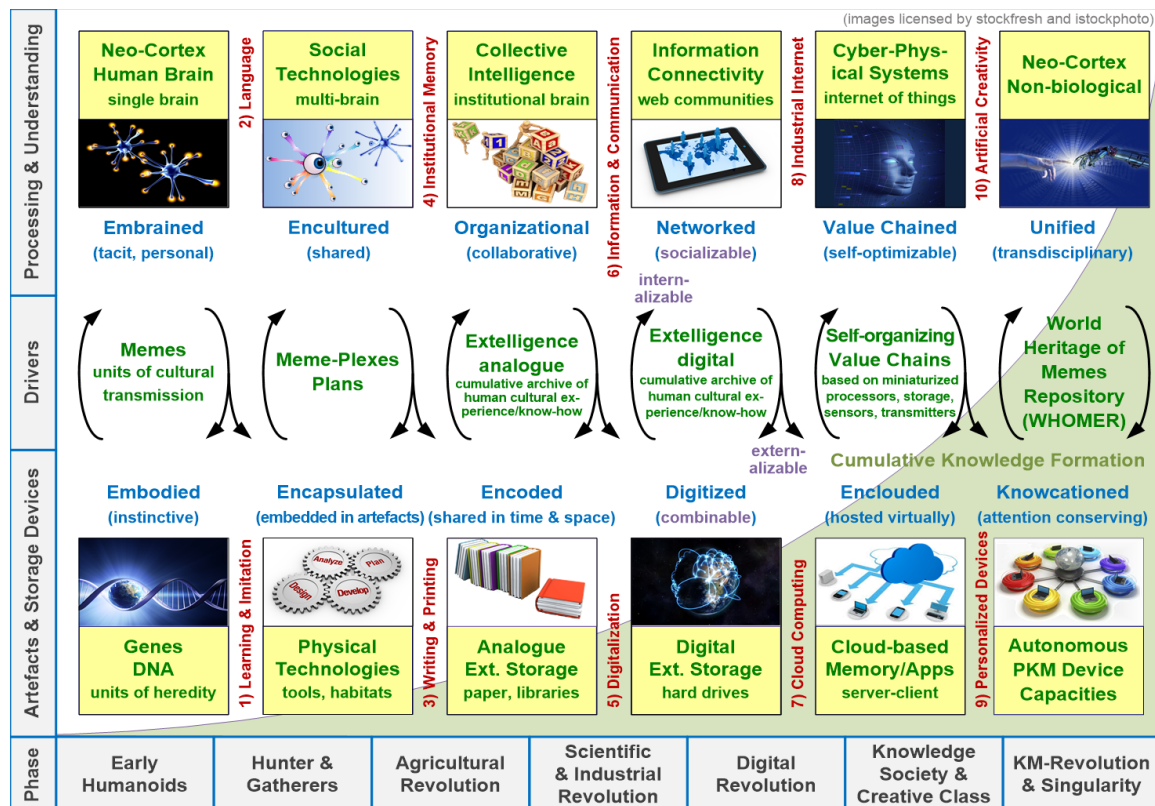 (images licensed by stockfresh and istockphoto)
Processing & Understanding
Neo-Cortex
Human Brain
single brain
2) Language
Social
Technologies
multi-brain
4) Institutional Memory
Collective
Intelligence
institutional brain
6) Information & Communication
Information
Connectivity
web communities
8) Industrial Internet
Cyber-Phys-
ical Systems
internet of things
10) Artificial Creativity
Neo-Cortex
Non-biological
Embrained
(tacit, personal)
Encultured
(shared)
Organizational
(collaborative)
Networked
(socializable)
Value Chained
(self-optimizable)
Unified
(transdisciplinary)
intern-
alizable
Drivers
Memes
units of cultural
transmission
Meme-Plexes
Plans
Extelligence
analogue
cumulative archive of
human cultural ex-
perience/know-how
Extelligence
digital
cumulative archive of
human cultural ex-
perience/know-how
Self-organizing
Value Chains
based on miniaturized
processors, storage,
sensors, transmitters
World
Heritage of
Memes
Repository
(WHOMER)
extern-
alizable
Cumulative Knowledge Formation
Artefacts & Storage Devices
Embodied
(instinctive)
Encapsulated
(embedded in artefacts)
Encoded
(shared in time & space)
Digitized
(combinable)
Enclouded
(hosted virtually)
Knowcationed
(attention conserving)
Genes
DNA
units of heredity
1) Learning & Imitation
Analyze
Plan
Design
Develop
Physical
Technologies
tools, habitats
3) Writing & Printing
Analogue
Ext. Storage
paper, libraries
5) Digitalization
Digital
Ext. Storage
hard drives
7) Cloud Computing
Cloud-based
Memory/Apps
server-client
9) Personalized Devices
Autonomous
PKM Device
Capacities
Phase
Early
Humanoids
Hunter &
Gatherers
Agricultural
Revolution
Scientific
& Industrial
Revolution
Digital
Revolution
Knowledge
Society &
Creative Class
KM-Revolution
& Singularity